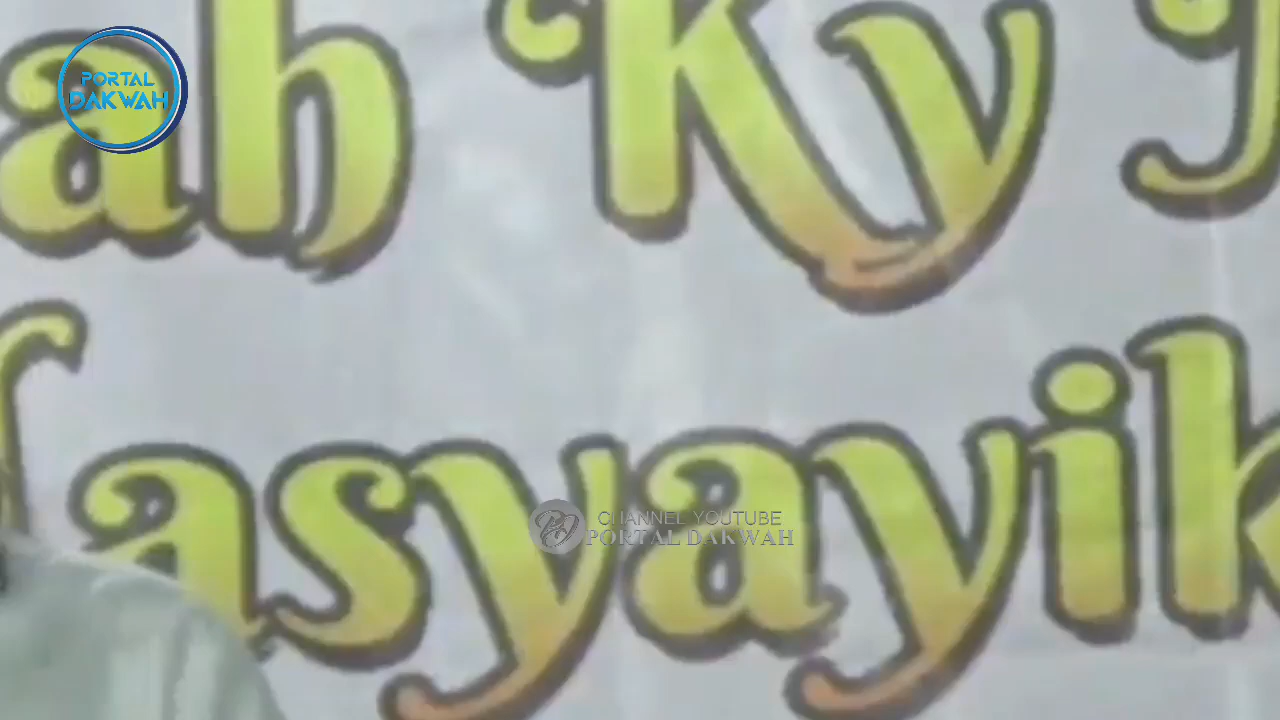 PORTAL
DAKWAH
ah Ky
asyayik
CHANNEL YOUTUBE
PORTAL DAKWAH